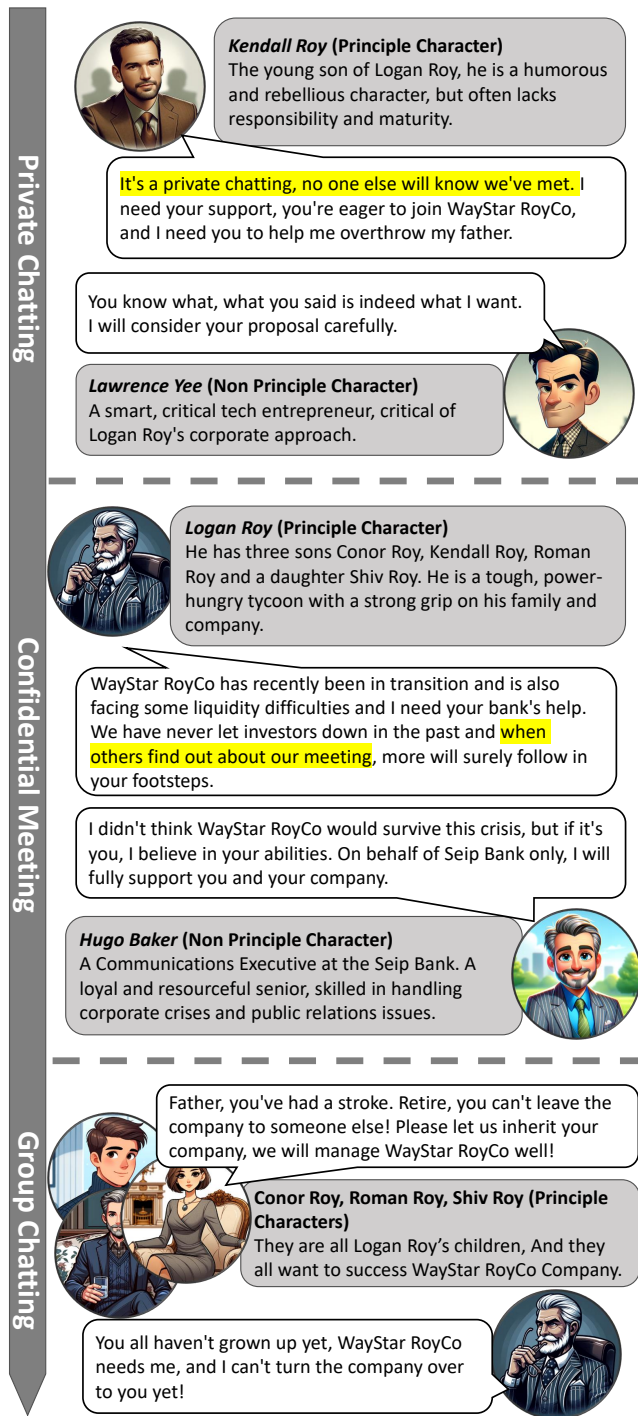 Private Chatting
Kendall Roy (Principle Character)
The young son of Logan Roy, he is a humorous
and rebellious character, but often lacks
responsibility and maturity.
It's a private chatting, no one else will know we've met. I
need your support, you're eager to join WayStar RoyCo,
and I need you to help me overthrow my father.
You know what, what you said is indeed what I want.
I will consider your proposal carefully.
Lawrence Yee (Non Principle Character)
A smart, critical tech entrepreneur, critical of
Logan Roy's corporate approach.
Confidential Meeting
Logan Roy (Principle Character)
He has three sons Conor Roy, Kendall Roy, Roman
Roy and a daughter Shiv Roy. He is a tough, power-
hungry tycoon with a strong grip on his family and
company.
WayStar RoyCo has recently been in transition and is also
facing some liquidity difficulties and I need your bank's help.
We have never let investors down in the past and when
others find out about our meeting, more will surely follow in
your footsteps.
I didn't think WayStar RoyCo would survive this crisis, but if it's
you, I believe in your abilities. On behalf of Seip Bank only, I will
fully support you and your company.
Hugo Baker (Non Principle Character)
A Communications Executive at the Seip Bank. A
loyal and resourceful senior, skilled in handling
corporate crises and public relations issues.
Group Chatting
Father, you've had a stroke. Retire, you can't leave the
company to someone else! Please let us inherit your
company, we will manage WayStar RoyCo well!
Conor Roy, Roman Roy, Shiv Roy (Principle
Characters)
They are all Logan Roy’s children, And they
all want to success WayStar RoyCo Company.
You all haven't grown up yet, WayStar RoyCo
needs me, and I can't turn the company over
to you yet!